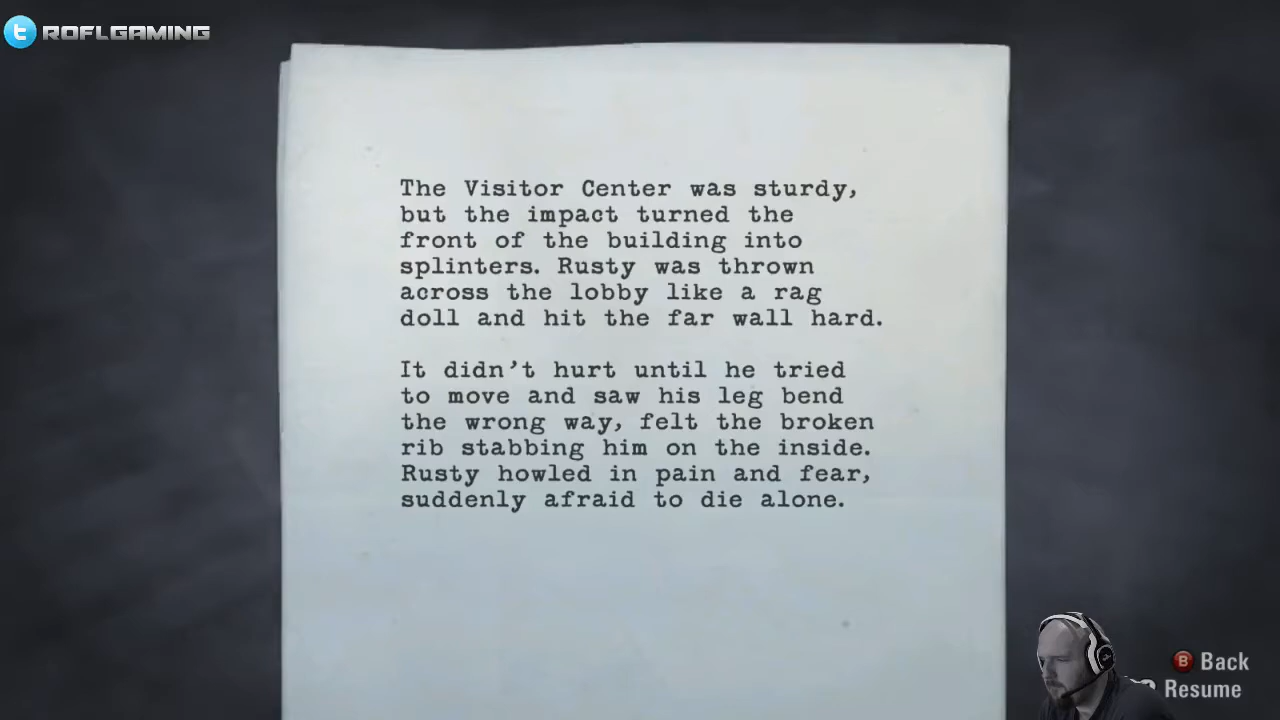 ROFLGAMING
The Visitor Center was sturdy,
but the impact turned the
front of the building into
splinters. Rusty was thrown
across the lobby like a rag
doll and hit the far wall hard.
It didn't hurt until he tried
to move and saw his leg bend
the wrong way, felt the broken
rib stabbing him on the inside.
Rusty howled in pain and fear,
suddenly afraid to die alone.
B Back
Resume